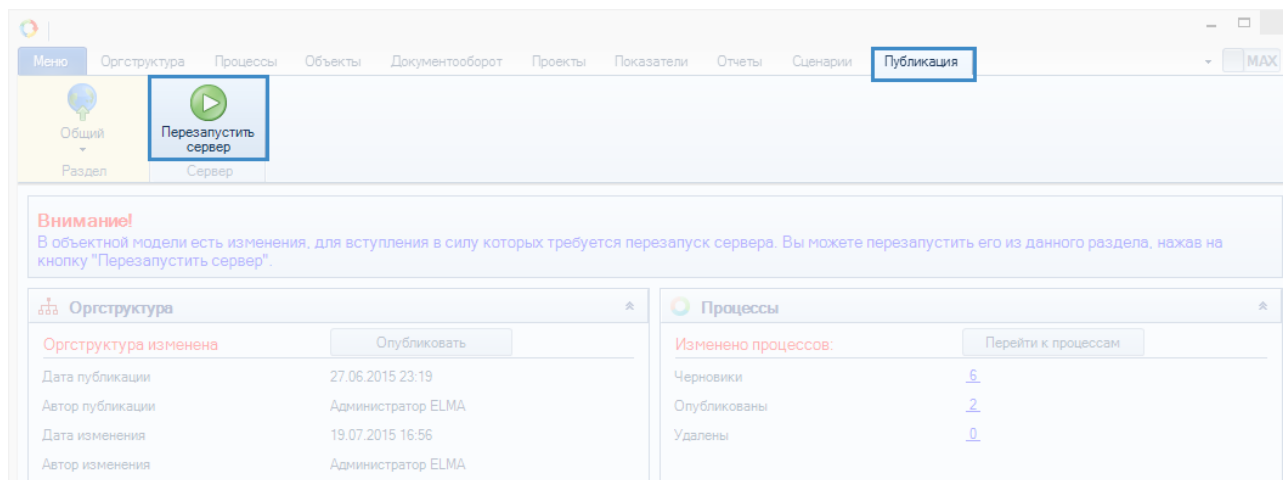 Меню Оргструктура Процессы Объекты Документооборот Проекты Показатели Отчеты Сценарии Публикация MAX
Общий
Перезапустить
сервер
Раздел Сервер
Внимание!
В объектной модели есть изменения, для вступления в силу которых требуется перезапуск сервера. Вы можете перезапустить его из данного раздела, нажав на
кнопку "Перезапустить сервер".
Оргструктура
Оргструктура изменена Опубликовать
Дата публикации 27.06.2015 23:19
Автор публикации Администратор ELMA
Дата изменения 19.07.2015 16:56
Автор изменения Администратор ELMA
Процессы
Изменено процессов: Перейти к процессам
Черновики 6
Опубликованы 2
Удалены 0